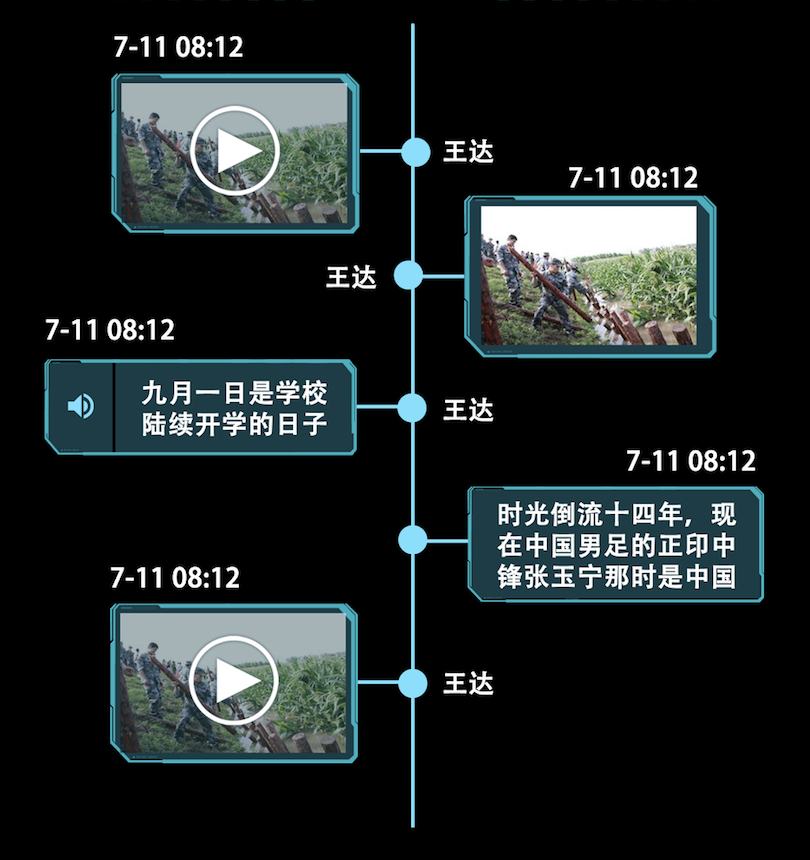 7-11 08:12
王达
7-11 08:12
王达
7-11 08:12
九月一日是学校
陆续开学的日子
王达
7-11 08:12
时光倒流十四年，现
在中国男足的正印中
锋张玉宁那时是中国
7-11 08:12
王达